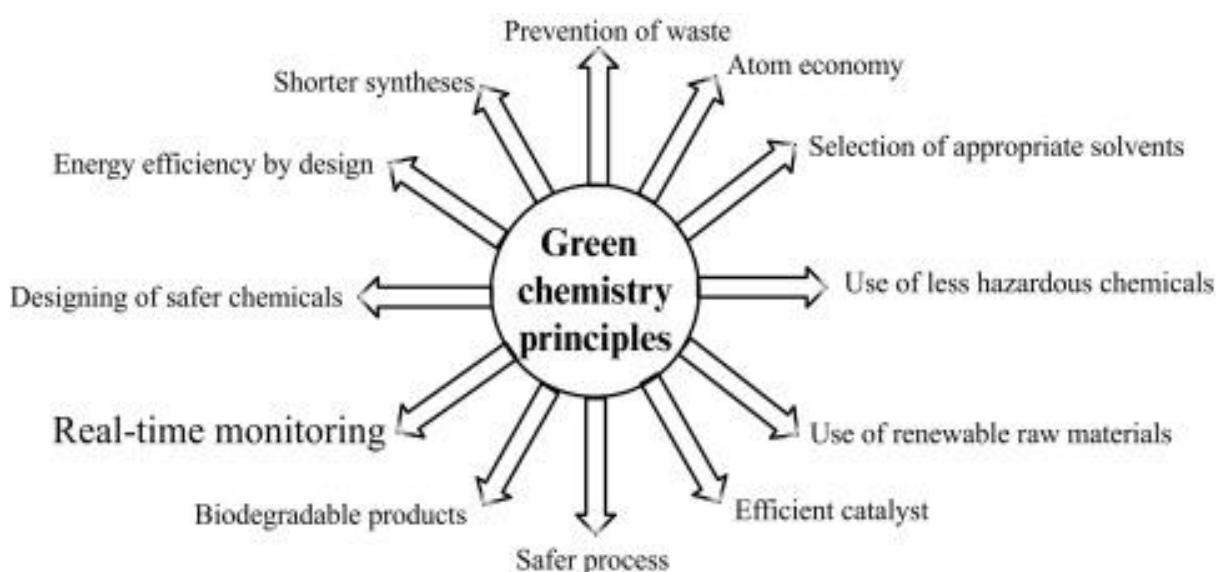 Prevention of waste
Atom economy
Selection of appropriate solvents
Use of less hazardous chemicals
Use of renewable raw materials
Efficient catalyst
Safer process
Biodegradable products
Real-time monitoring
Designing of safer chemicals
Energy efficiency by design
Shorter syntheses
Green
chemistry
principles